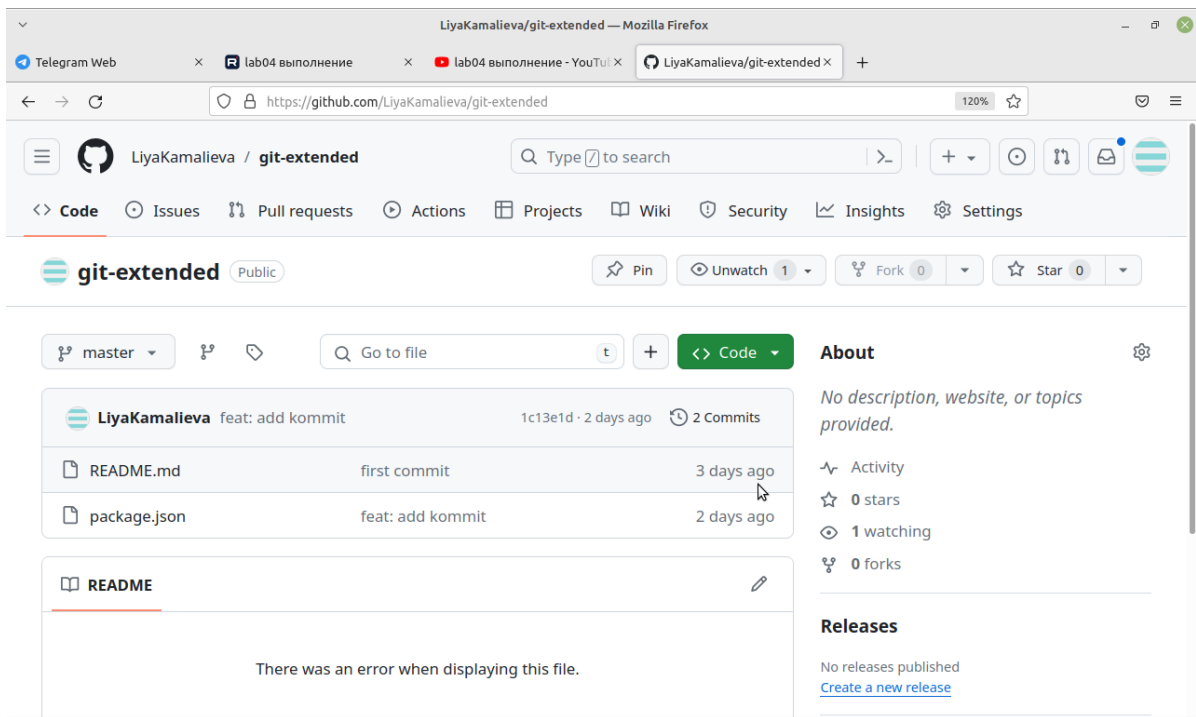 LiyaKamalieva/git-extended — Mozilla Firefox
Telegram Web
lab04 выполнение
lab04 выполнение - YouTu
LiyaKamalieva/git-extended
https://github.com/LiyaKamalieva/git-extended
120%
LiyaKamalieva / git-extended
Type / to search
Code Issues Pull requests Actions Projects Wiki Security Insights Settings
git-extended Public
Pin
Unwatch 1
Fork 0
Star 0
master
Go to file t
Code
LiyaKamalieva feat: add kommit 1c13e1d · 2 days ago 2 Commits
README.md first commit 3 days ago
package.json feat: add kommit 2 days ago
README
There was an error when displaying this file.
About
No description, website, or topics
provided.
Activity
0 stars
1 watching
0 forks
Releases
No releases published
Create a new release